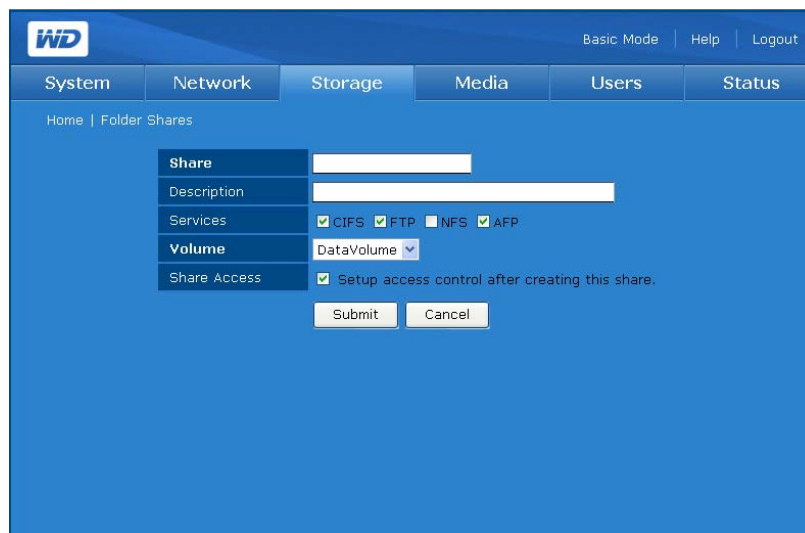 WD
Basic Mode | Help | Logout
System Network Storage Media Users Status
Home | Folder Shares
Share
Description
Services CIFS FTP NFS AFP
Volume DataVolume
Share Access Setup access control after creating this share.
Submit Cancel